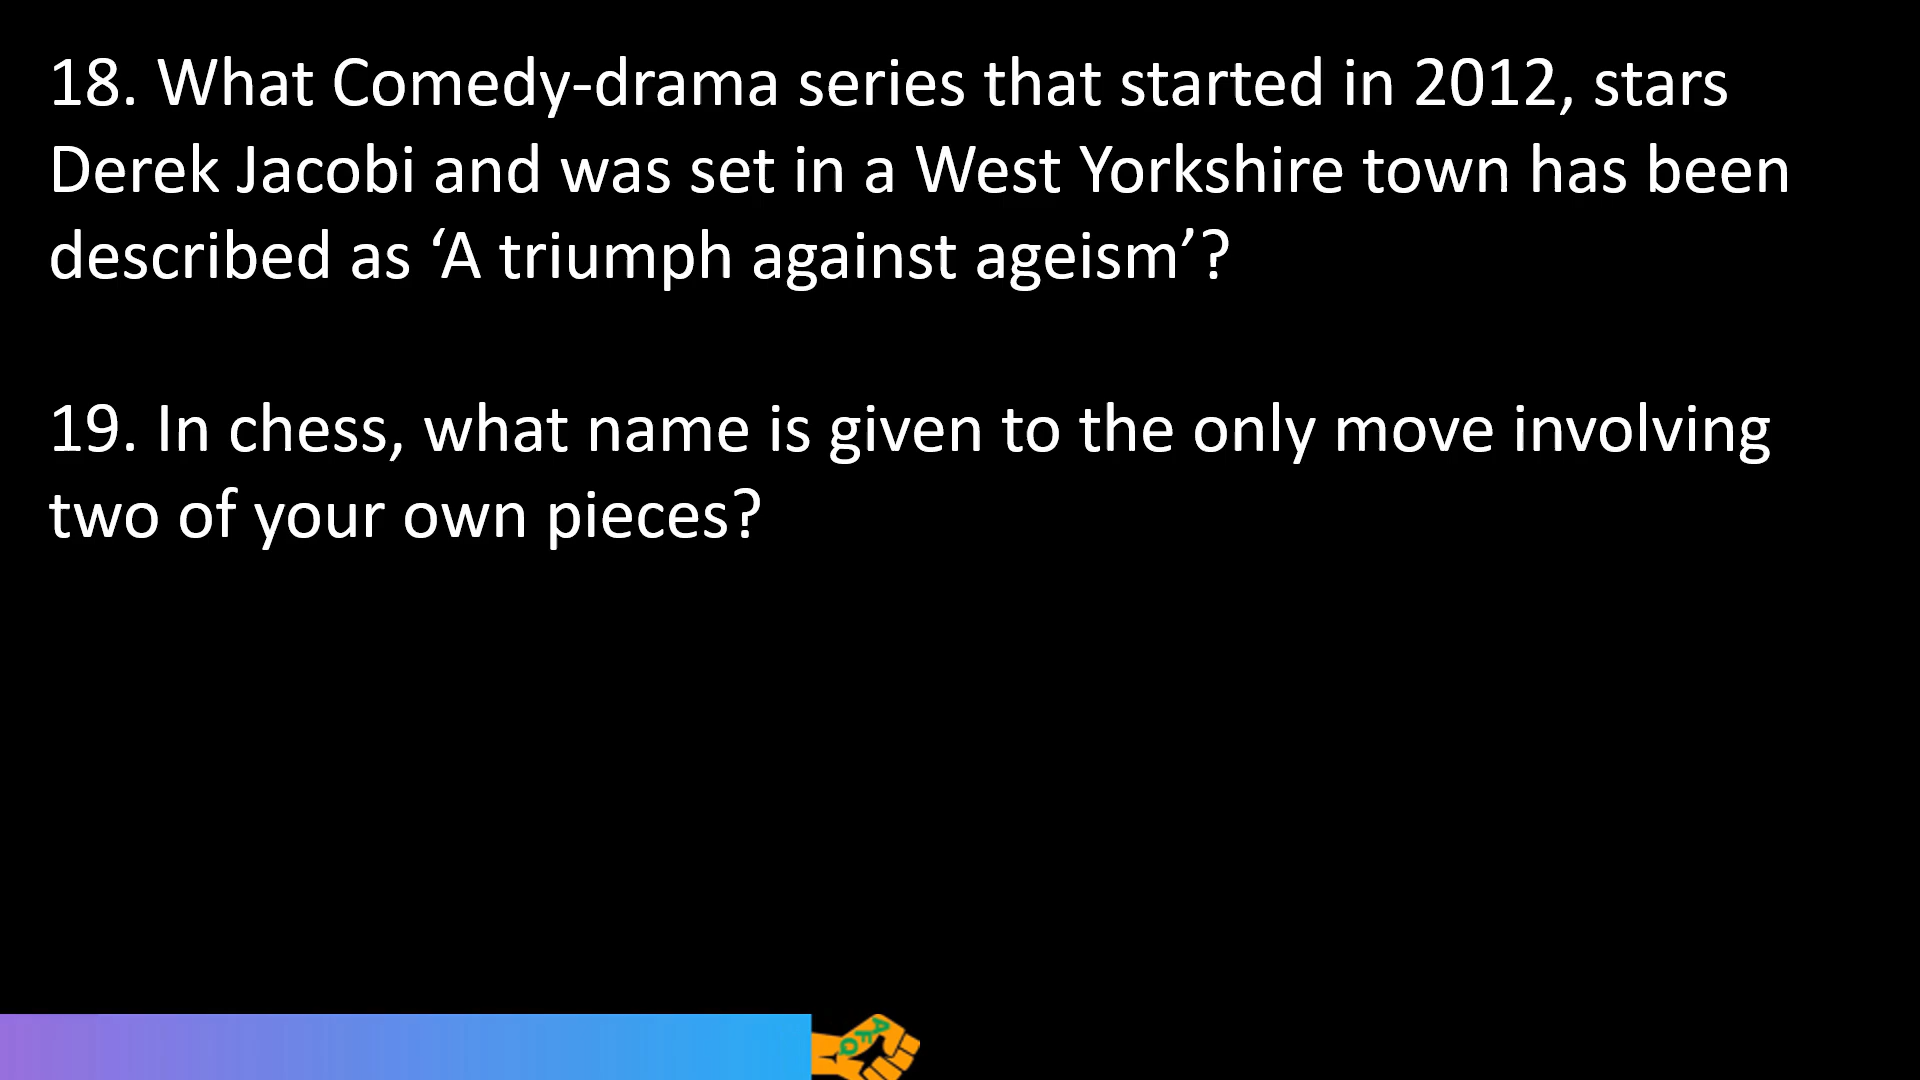 18. What Comedy-drama series that started in 2012, stars
Derek Jacobi and was set in a West Yorkshire town has been
described as ‘A triumph against ageism’?
19. In chess, what name is given to the only move involving
two of your own pieces?
AFQ